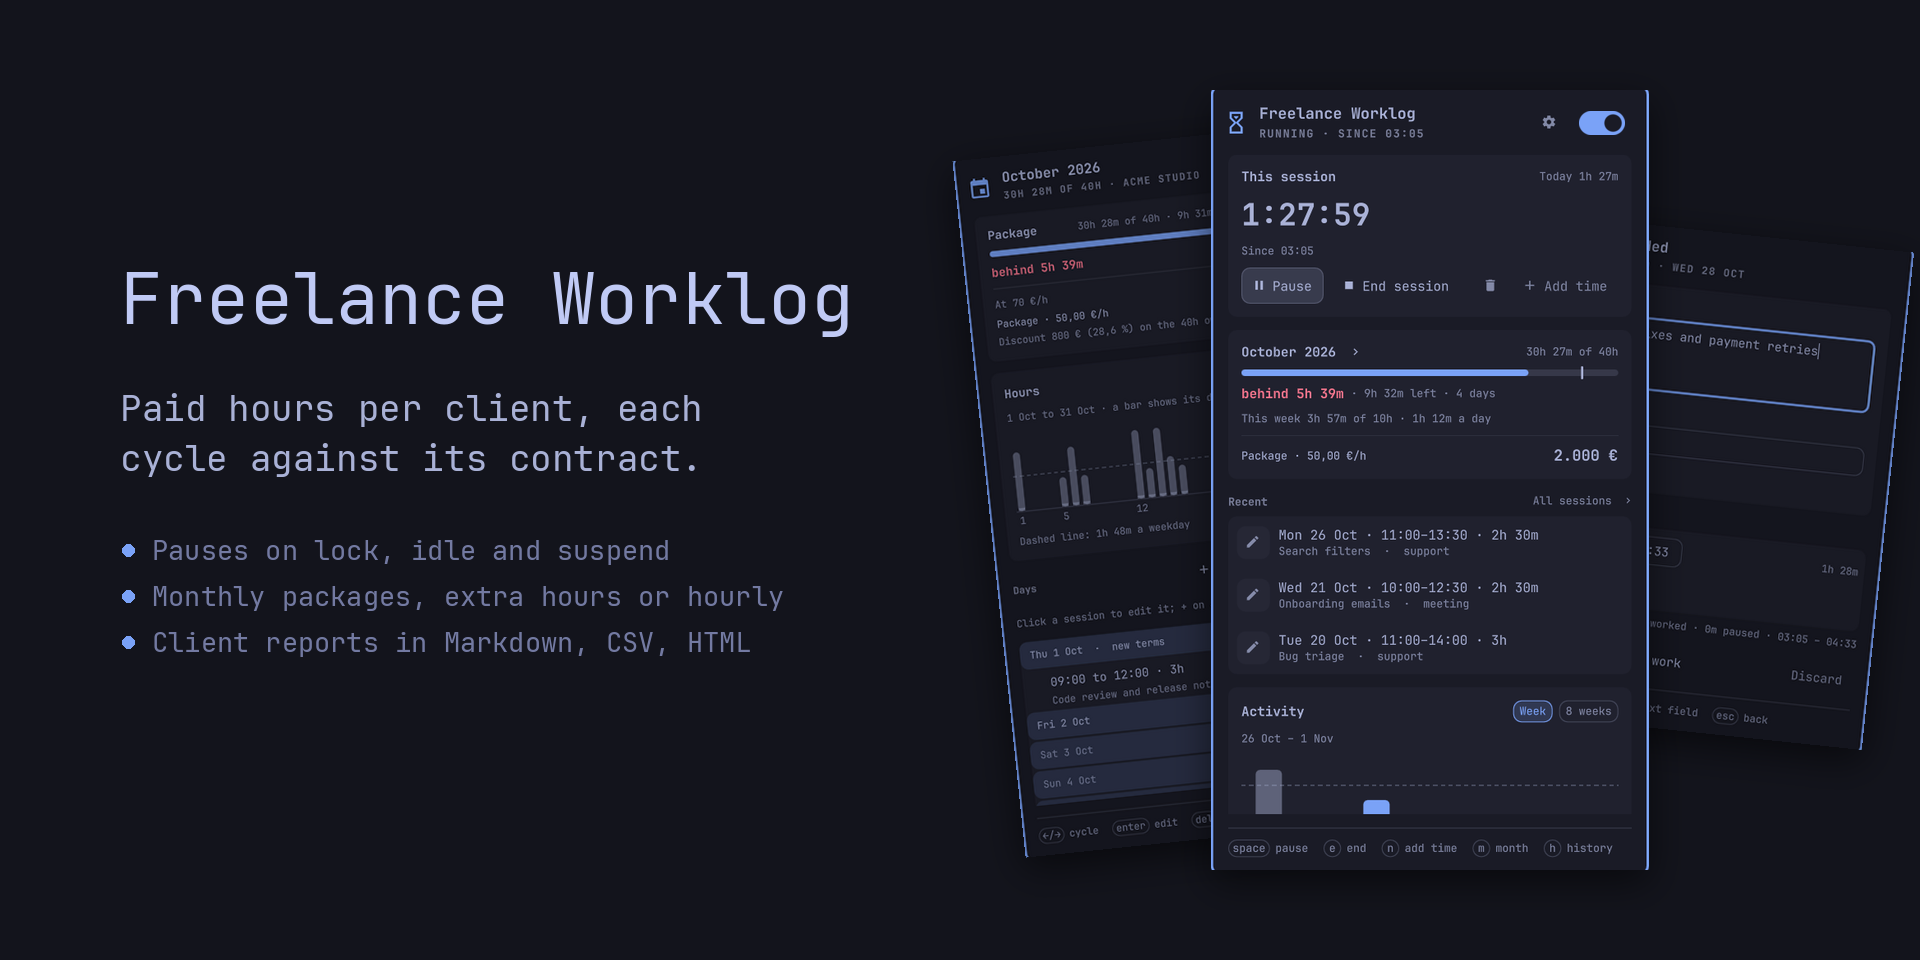 Freelance Worklog
Paid hours per client, each
cycle against its contract.
Pauses on lock, idle and suspend
Monthly packages, extra hours or hourly
Client reports in Markdown, CSV, HTML
October 2026
30H 28M OF 40H · ACME STUDIO
Package
30h 28m of 40h · 9h 31m
behind 5h 39m
At 70 €/h
Package · 50,00 €/h
Discount 800 € (28,6 %) on the 40h
Hours
1 Oct to 31 Oct · a bar shows its
1 5 12
Dashed line: 1h 48m a weekday
Days +
Click a session to edit it; + on
Thu 1 Oct · new terms
09:00 to 12:00 · 3h
Code review and release
Fri 2 Oct
Sat 3 Oct
Sun 4 Oct
←/→ cycle enter edit del
Freelance Worklog
RUNNING · SINCE 03:05
This session
Today 1h 27m
1:27:59
Since 03:05
Pause End session + Add time
October 2026 ›
30h 27m of 40h
behind 5h 39m · 9h 32m left · 4 days
This week 3h 57m of 10h · 1h 12m a day
Package · 50,00 €/h
2.000 €
Recent
All sessions ›
Mon 26 Oct · 11:00–13:30 · 2h 30m
Search filters · support
Wed 21 Oct · 10:00–12:30 · 2h 30m
Onboarding emails · meeting
Tue 20 Oct · 11:00–14:00 · 3h
Bug triage · support
Activity
Week 8 weeks
26 Oct – 1 Nov
space pause e end n add time m month h history
· WED 28 OCT
and payment retries
:33
1h 28m
worked · 0m paused · 03:05 – 04:33
work
Discard
field esc back